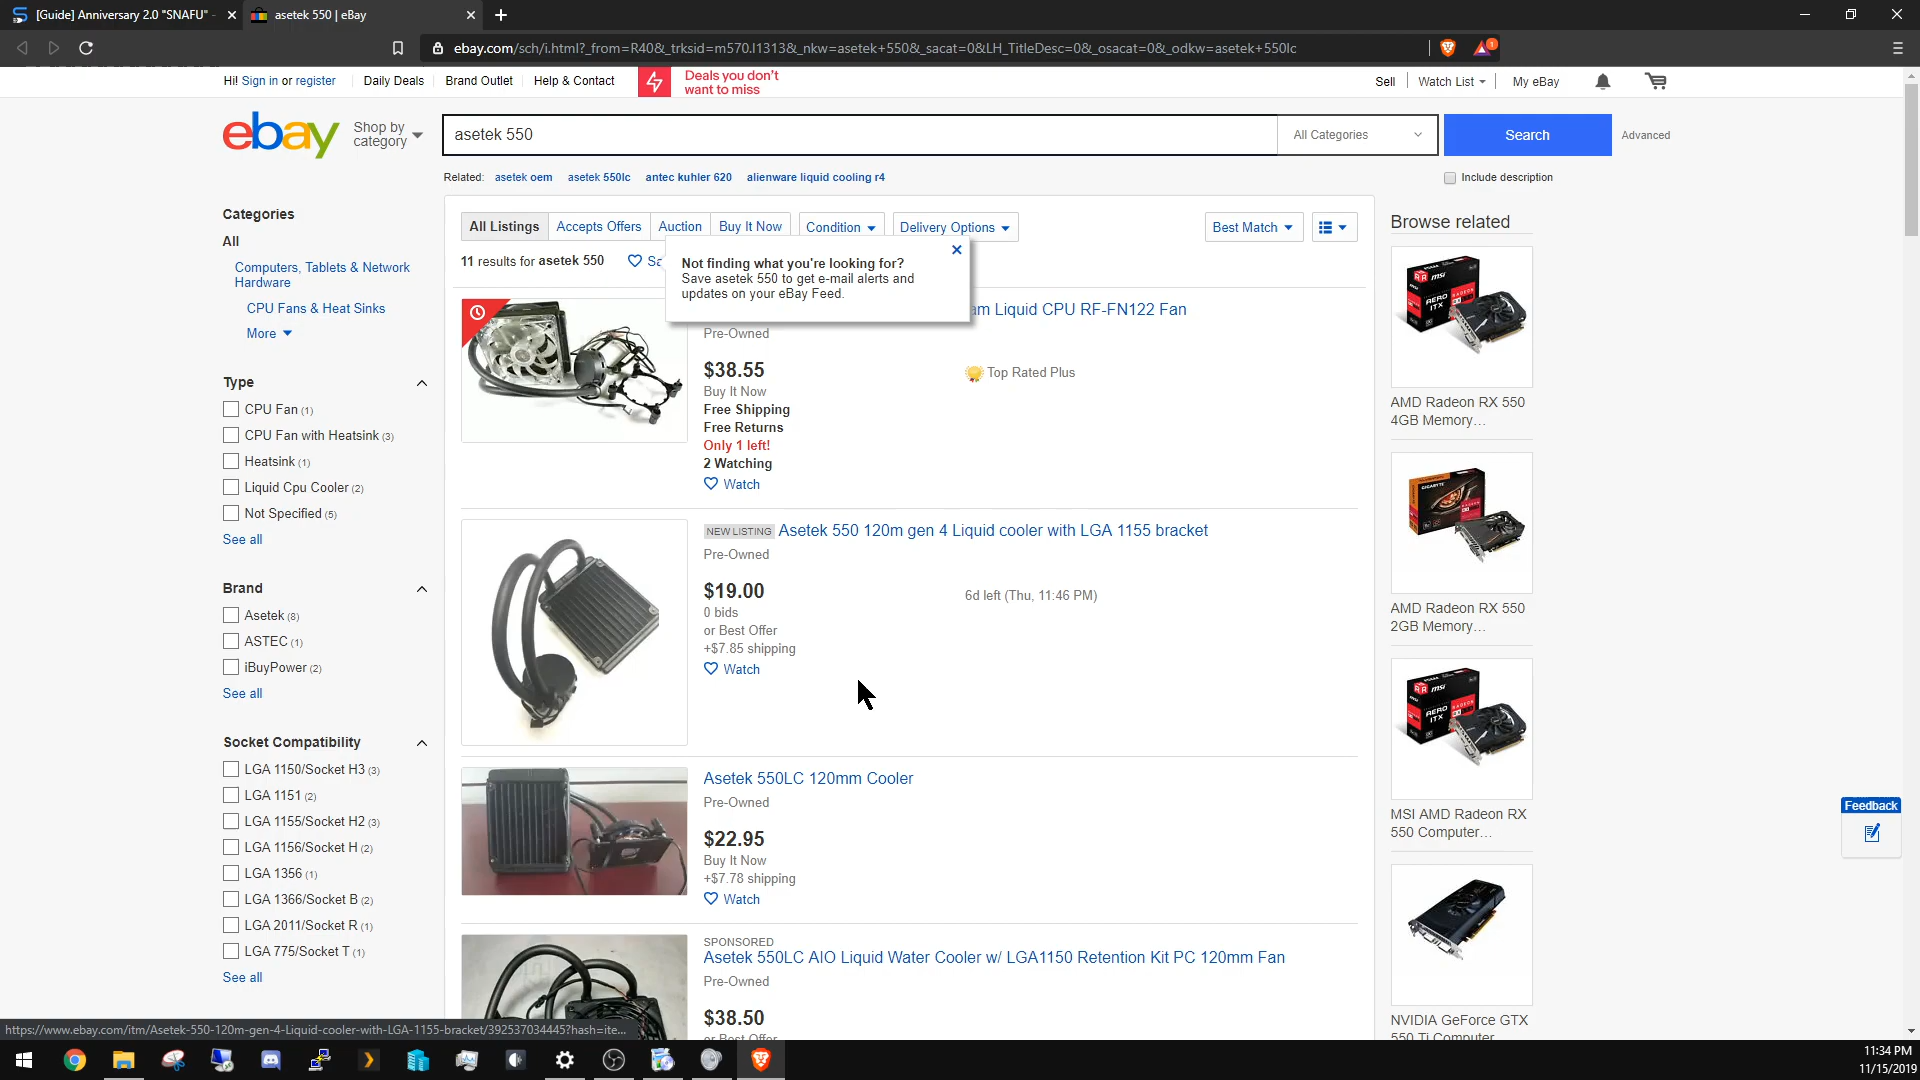 [Guide] Anniversary 2.0 "SNAFU" -
asetek 550 | eBay
ebay.com/sch/i.html?_from=R40&_trksid=m570.l1313&_nkw=asetek+550&_sacat=0&LH_TitleDesc=0&_osacat=0&_odkw=asetek+550lc
1
Hi! Sign in or register
Daily Deals
Brand Outlet
Help & Contact
Deals you don't
want to miss
Sell
Watch List
My eBay
ebay
Shop by
category
asetek 550
All Categories
Search
Advanced
Related: asetek oem asetek 550lc antec kuhler 620 alienware liquid cooling r4
Include description
Categories
All
Computers, Tablets & Network
Hardware
CPU Fans & Heat Sinks
More
Type
CPU Fan (1)
CPU Fan with Heatsink (3)
Heatsink (1)
Liquid Cpu Cooler (2)
Not Specified (5)
See all
Brand
Asetek (8)
ASTEC (1)
iBuyPower (2)
See all
Socket Compatibility
LGA 1150/Socket H3 (3)
LGA 1151 (2)
LGA 1155/Socket H2 (3)
LGA 1156/Socket H (2)
LGA 1356 (1)
LGA 1366/Socket B (2)
LGA 2011/Socket R (1)
LGA 775/Socket T (1)
See all
All Listings
Accepts Offers
Auction
Buy It Now
Condition
Delivery Options
Best Match
11 results for asetek 550
Sa
Not finding what you're looking for?
Save asetek 550 to get e-mail alerts and
updates on your eBay Feed.
am Liquid CPU RF-FN122 Fan
Pre-Owned
$38.55
Buy It Now
Free Shipping
Free Returns
Only 1 left!
2 Watching
Watch
Top Rated Plus
NEW LISTING Asetek 550 120m gen 4 Liquid cooler with LGA 1155 bracket
Pre-Owned
$19.00
0 bids
or Best Offer
+$7.85 shipping
Watch
6d left (Thu, 11:46 PM)
Asetek 550LC 120mm Cooler
Pre-Owned
$22.95
Buy It Now
+$7.78 shipping
Watch
SPONSORED
Asetek 550LC AIO Liquid Water Cooler w/ LGA1150 Retention Kit PC 120mm Fan
Pre-Owned
$38.50
or Best Offer
Browse related
msi
AERO
ITX
AMD Radeon RX 550
4GB Memory…
GIGABYTE
AMD Radeon RX 550
2GB Memory…
msi
AERO
ITX
MSI AMD Radeon RX
550 Computer…
NVIDIA GeForce GTX
550 Ti Computer
Feedback
https://www.ebay.com/itm/Asetek-550-120m-gen-4-Liquid-cooler-with-LGA-1155-bracket/392537034445?hash=ite...
11:34 PM
11/15/2019